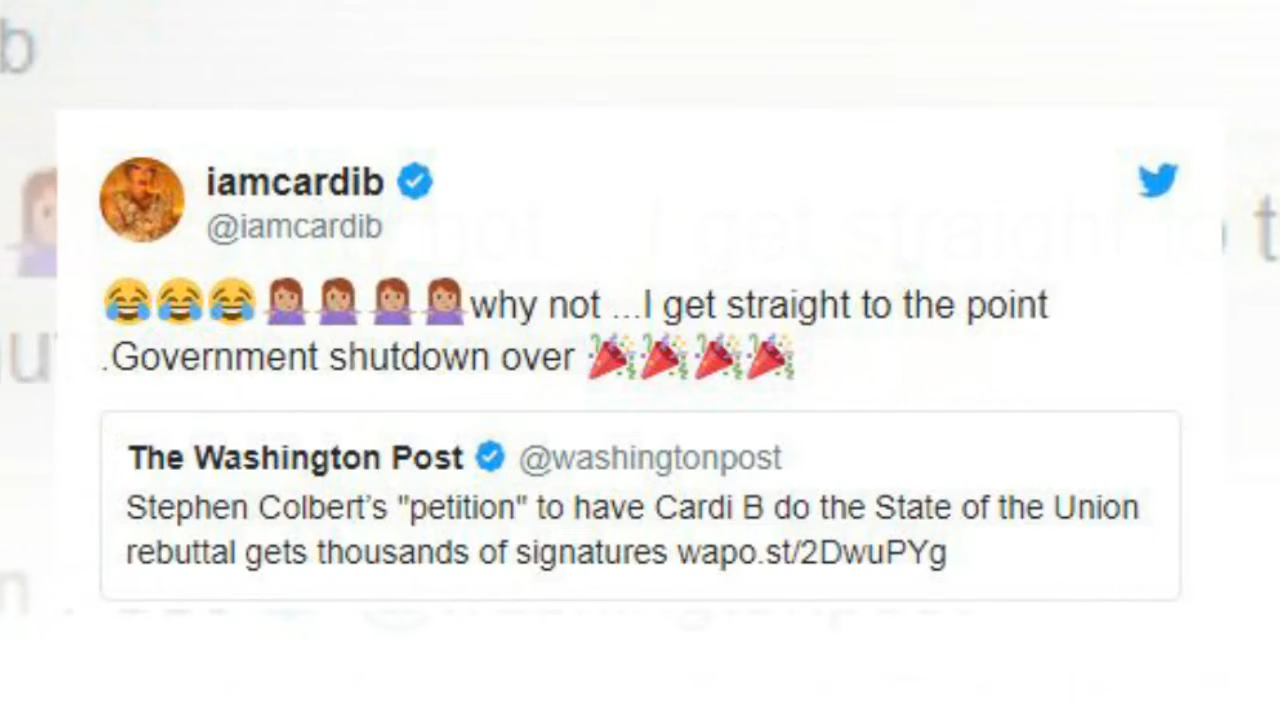 iamcardib
@iamcardib
😂😂😂🤷🏽‍♀️🤷🏽‍♀️🤷🏽‍♀️🤷🏽‍♀️why not ...I get straight to the point
.Government shutdown over 🎉🎉🎉🎉
The Washington Post @washingtonpost
Stephen Colbert’s "petition" to have Cardi B do the State of the Union
rebuttal gets thousands of signatures wapo.st/2DwuPYg